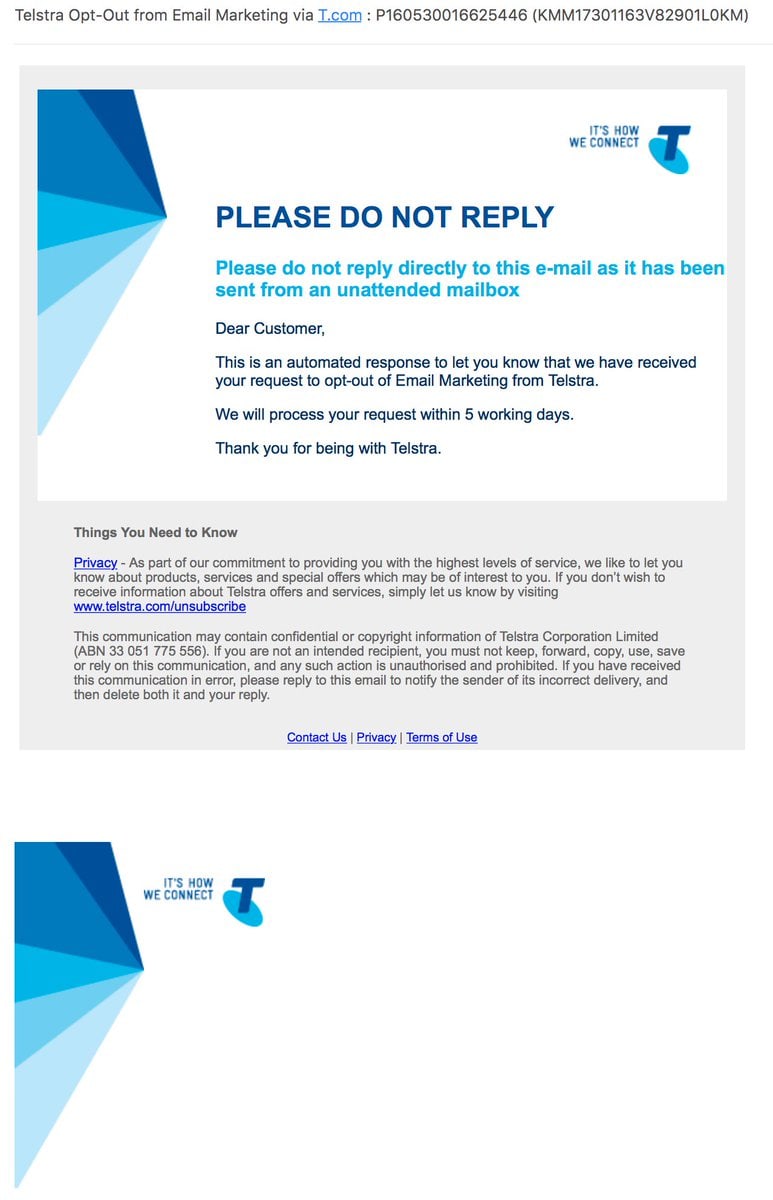 Telstra Opt-Out from Email Marketing via T.com : P160530016625446 (KMM17301163V82901L0KM)
IT'S HOW
WE CONNECT
T
PLEASE DO NOT REPLY
Please do not reply directly to this e-mail as it has been
sent from an unattended mailbox
Dear Customer,
This is an automated response to let you know that we have received
your request to opt-out of Email Marketing from Telstra.
We will process your request within 5 working days.
Thank you for being with Telstra.
Things You Need to Know
Privacy - As part of our commitment to providing you with the highest levels of service, we like to let you
know about products, services and special offers which may be of interest to you. If you don't wish to
receive information about Telstra offers and services, simply let us know by visiting
www.telstra.com/unsubscribe
This communication may contain confidential or copyright information of Telstra Corporation Limited
(ABN 33 051 775 556). If you are not an intended recipient, you must not keep, forward, copy, use, save
or rely on this communication, and any such action is unauthorised and prohibited. If you have received
this communication in error, please reply to this email to notify the sender of its incorrect delivery, and
then delete both it and your reply.
Contact Us | Privacy | Terms of Use
IT'S HOW
WE CONNECT
T